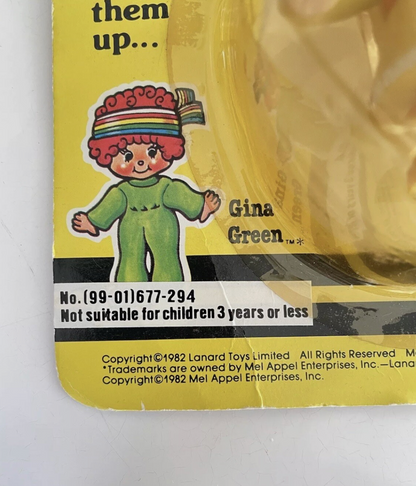 them
up...
Gina
Green™*
No.(99-01)677-294
Not suitable for children 3 years or less
Copyright©1982 Lanard Toys Limited All Rights Reserved
*Trademarks are owned by Mel Appel Enterprises, Inc.—Lana
Copyright©1982 Mel Appel Enterprises, Inc.